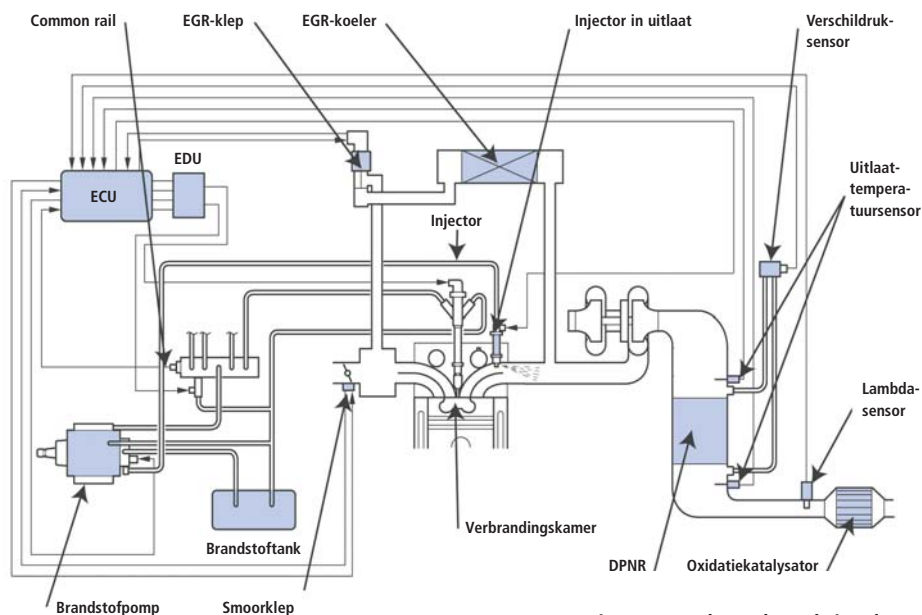 Common rail
EGR-klep
EGR-koeler
Injector in uitlaat
Verschildruk-
sensor
EDU
ECU
Injector
Uitlaat-
tempera-
tuursensor
Lambda-
sensor
Verbrandingskamer
Brandstoftank
DPNR
Oxidatiekatalysator
Brandstofpomp
Smoorklep